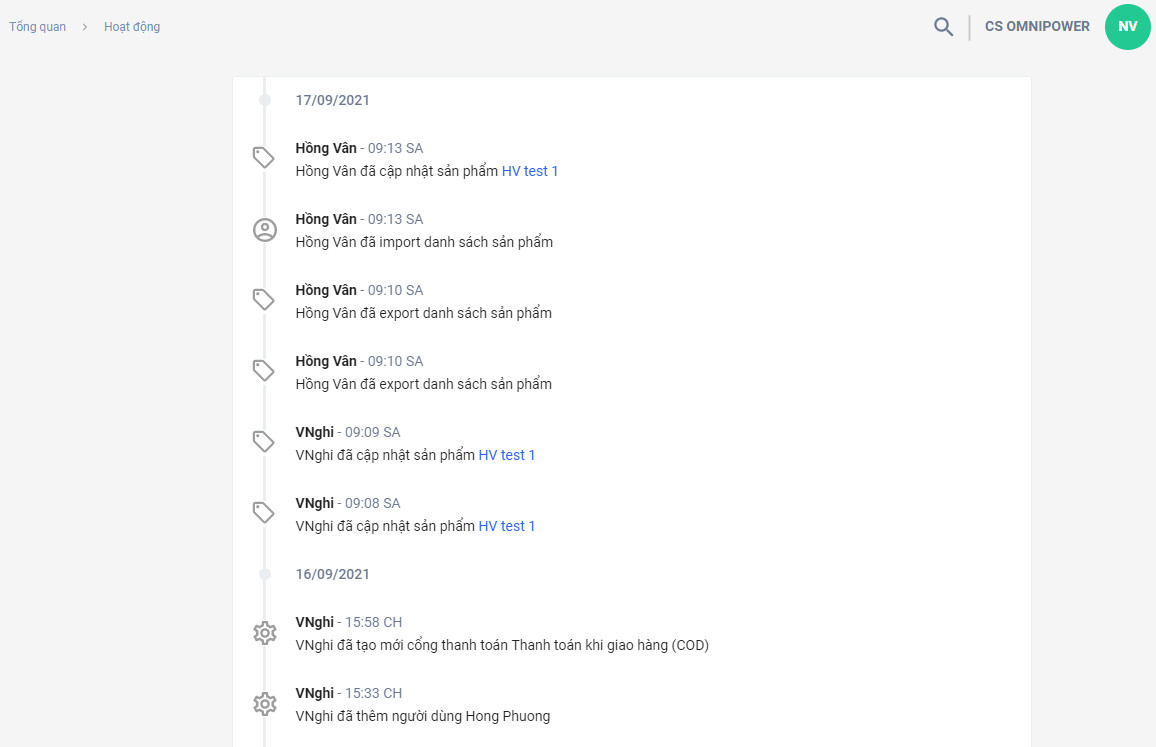 Tổng quan > Hoạt động
CS OMNIPOWER NV
17/09/2021
Hồng Vân - 09:13 SA
Hồng Vân đã cập nhật sản phẩm HV test 1
Hồng Vân - 09:13 SA
Hồng Vân đã import danh sách sản phẩm
Hồng Vân - 09:10 SA
Hồng Vân đã export danh sách sản phẩm
Hồng Vân - 09:10 SA
Hồng Vân đã export danh sách sản phẩm
VNghi - 09:09 SA
VNghi đã cập nhật sản phẩm HV test 1
VNghi - 09:08 SA
VNghi đã cập nhật sản phẩm HV test 1
16/09/2021
VNghi - 15:58 CH
VNghi đã tạo mới cổng thanh toán Thanh toán khi giao hàng (COD)
VNghi - 15:33 CH
VNghi đã thêm người dùng Hong Phuong